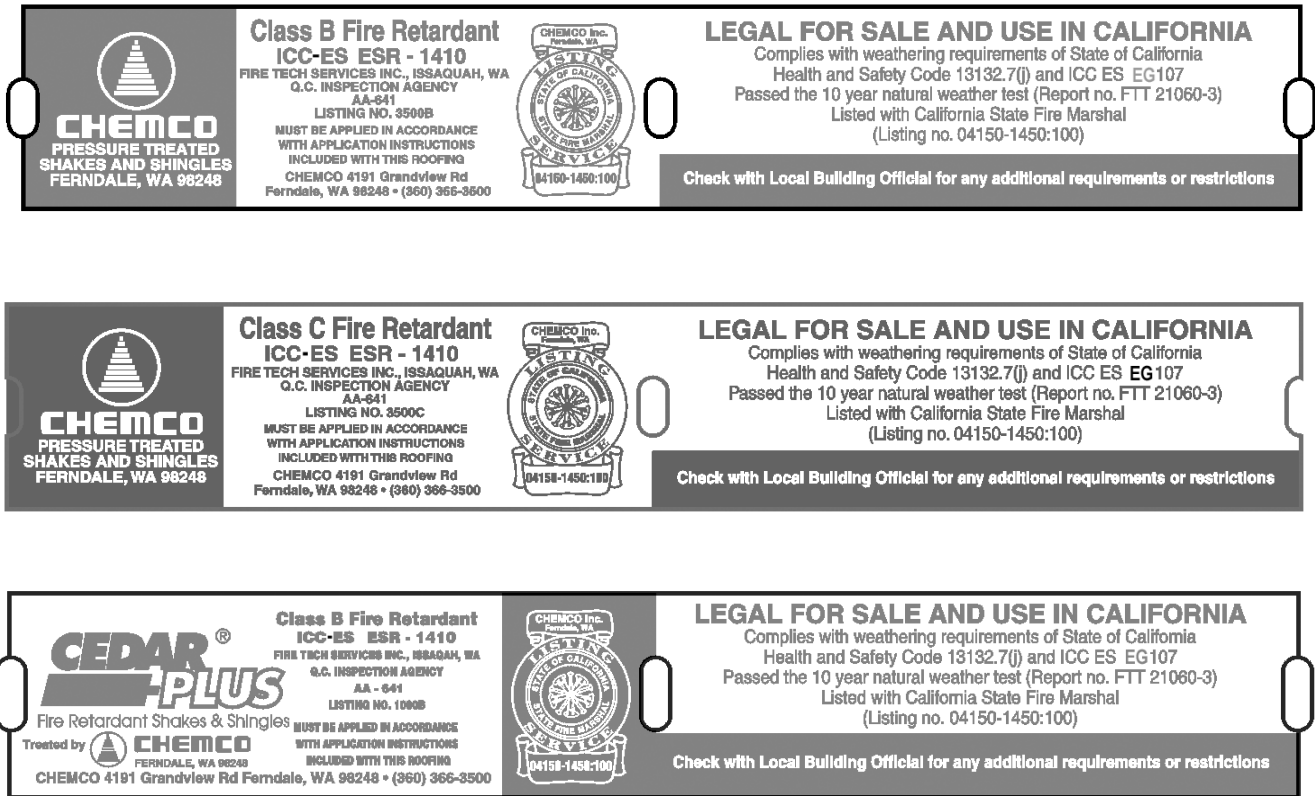 CHEMCO
PRESSURE TREATED
SHAKES AND SHINGLES
FERNDALE, WA 98248
Class B Fire Retardant
ICC-ES ESR - 1410
FIRE TECH SERVICES INC., ISSAQUAH, WA
Q.C. INSPECTION AGENCY
AA-641
LISTING NO. 3500B
MUST BE APPLIED IN ACCORDANCE
WITH APPLICATION INSTRUCTIONS
INCLUDED WITH THIS ROOFING
CHEMCO 4191 Grandview Rd
Ferndale, WA 98248 • (360) 366-3500
CHEMCO Inc.
Ferndale, WA
LISTING
STATE OF CALIFORNIA
STATE FIRE MARSHAL
SERVICE
04150-1450:100
LEGAL FOR SALE AND USE IN CALIFORNIA
Complies with weathering requirements of State of California
Health and Safety Code 13132.7(j) and ICC ES EG107
Passed the 10 year natural weather test (Report no. FTT 21060-3)
Listed with California State Fire Marshal
(Listing no. 04150-1450:100)
Check with Local Building Official for any additional requirements or restrictions
CHEMCO
PRESSURE TREATED
SHAKES AND SHINGLES
FERNDALE, WA 98248
Class C Fire Retardant
ICC-ES ESR - 1410
FIRE TECH SERVICES INC., ISSAQUAH, WA
Q.C. INSPECTION AGENCY
AA-641
LISTING NO. 3500C
MUST BE APPLIED IN ACCORDANCE
WITH APPLICATION INSTRUCTIONS
INCLUDED WITH THIS ROOFING
CHEMCO 4191 Grandview Rd
Ferndale, WA 98248 • (360) 366-3500
CHEMCO Inc.
Ferndale, WA
LISTING
STATE OF CALIFORNIA
STATE FIRE MARSHAL
SERVICE
04150-1450:100
LEGAL FOR SALE AND USE IN CALIFORNIA
Complies with weathering requirements of State of California
Health and Safety Code 13132.7(j) and ICC ES EG107
Passed the 10 year natural weather test (Report no. FTT 21060-3)
Listed with California State Fire Marshal
(Listing no. 04150-1450:100)
Check with Local Building Official for any additional requirements or restrictions
CEDAR®
PLUS
Fire Retardant Shakes & Shingles
Treated by CHEMCO
FERNDALE, WA 98248
Class B Fire Retardant
ICC-ES ESR - 1410
FIRE TECH SERVICES INC., ISSAQAH, WA
Q.C. INSPECTION AGENCY
AA - 641
LISTING NO. 1000B
MUST BE APPLIED IN ACCORDANCE
WITH APPLICATION INSTRUCTIONS
INCLUDED WITH THIS ROOFING
CHEMCO 4191 Grandview Rd Ferndale, WA 98248 • (360) 366-3500
CHEMCO Inc.
Ferndale, WA
LISTING
STATE OF CALIFORNIA
STATE FIRE MARSHAL
SERVICE
04150-1450:100
LEGAL FOR SALE AND USE IN CALIFORNIA
Complies with weathering requirements of State of California
Health and Safety Code 13132.7(j) and ICC ES EG107
Passed the 10 year natural weather test (Report no. FTT 21060-3)
Listed with California State Fire Marshal
(Listing no. 04150-1450:100)
Check with Local Building Official for any additional requirements or restrictions